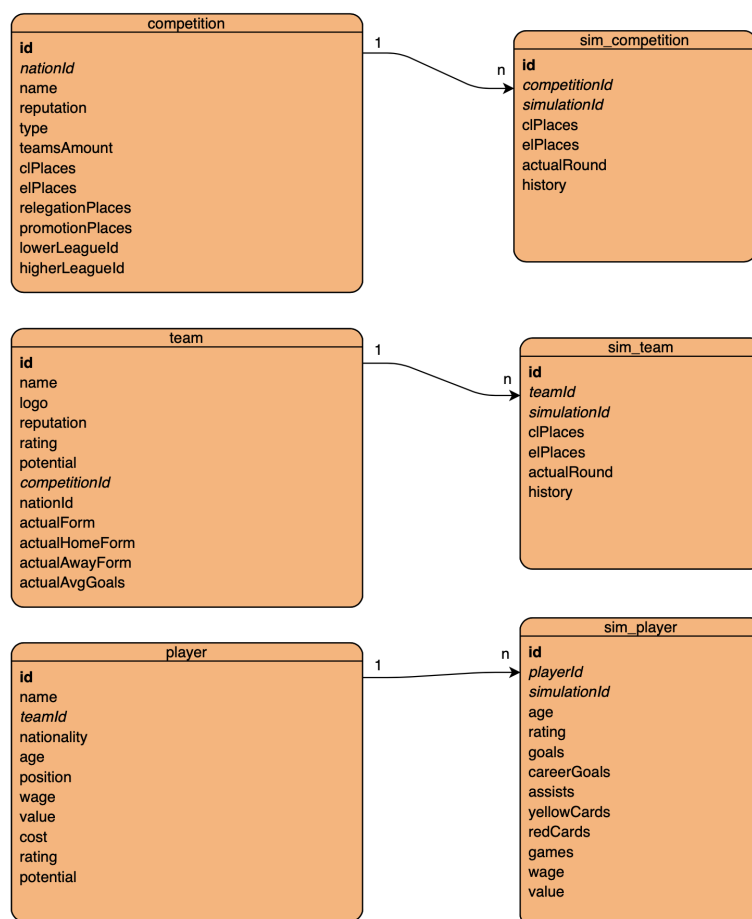 competition
id
nationId
name
reputation
type
teamsAmount
clPlaces
elPlaces
relegationPlaces
promotionPlaces
lowerLeagueId
higherLeagueId
1
n
sim_competition
id
competitionId
simulationId
clPlaces
elPlaces
actualRound
history
team
id
name
logo
reputation
rating
potential
competitionId
nationId
actualForm
actualHomeForm
actualAwayForm
actualAvgGoals
1
n
sim_team
id
teamId
simulationId
clPlaces
elPlaces
actualRound
history
player
id
name
teamId
nationality
age
position
wage
value
cost
rating
potential
1
n
sim_player
id
playerId
simulationId
age
rating
goals
careerGoals
assists
yellowCards
redCards
games
wage
value